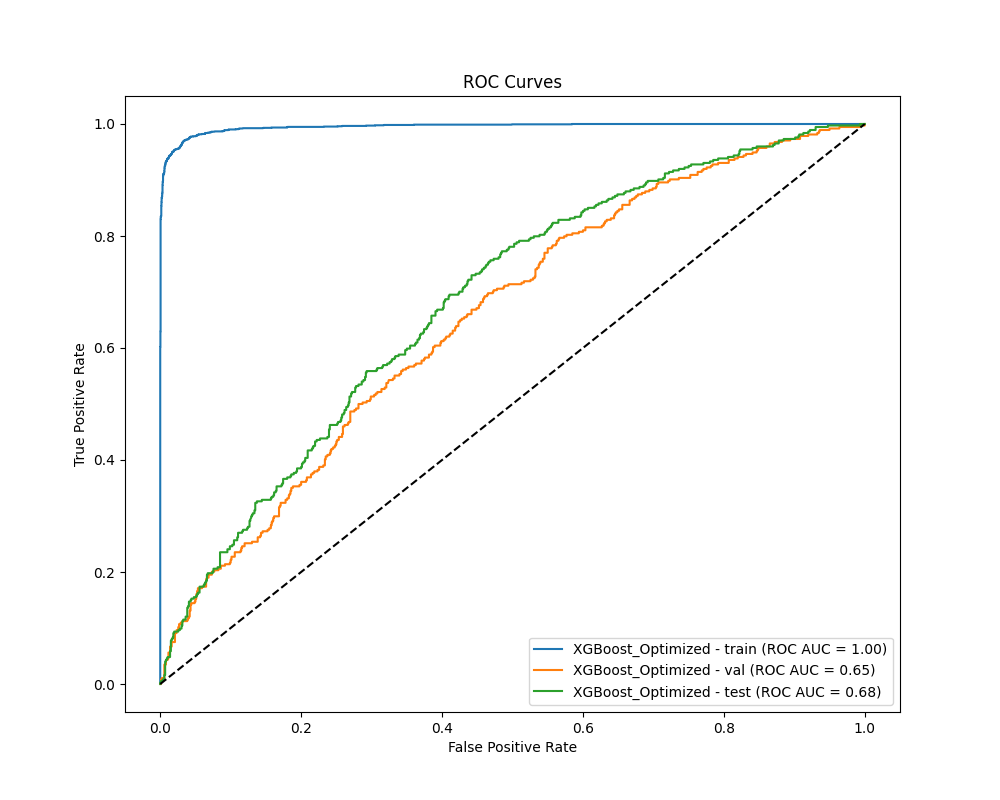 ROC Curves
1.0
0.8
0.6
0.4
0.2
0.0
True Positive Rate
0.0 0.2 0.4 0.6 0.8 1.0
False Positive Rate
XGBoost_Optimized - train (ROC AUC = 1.00)
XGBoost_Optimized - val (ROC AUC = 0.65)
XGBoost_Optimized - test (ROC AUC = 0.68)